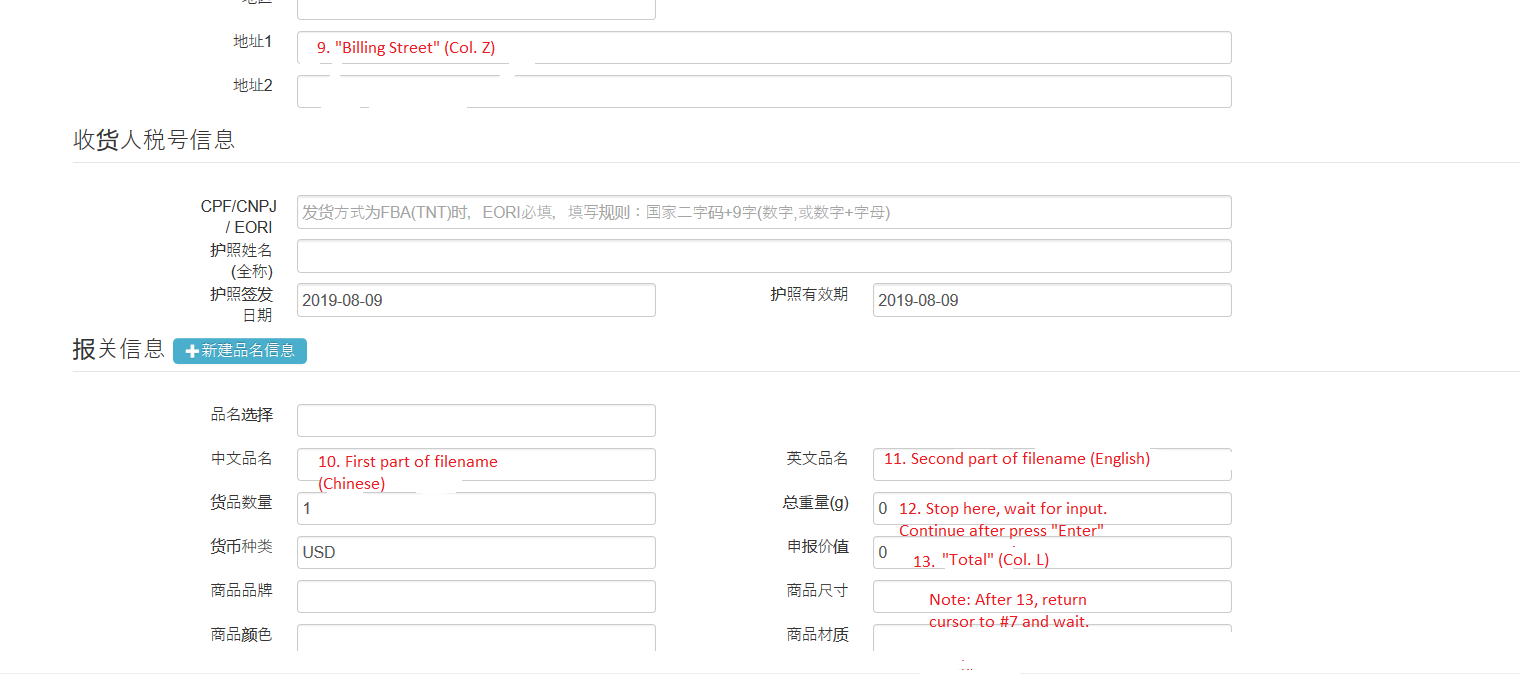 地址1
9. "Billing Street" (Col. Z)
地址2
收货人税号信息
CPF/CNPJ
/ EORI
发货方式为FBA(TNT)时，EORI必填，填写规则：国家二字码+9字(数字,或数字+字母)
护照姓名
(全称)
护照签发
日期
2019-08-09
护照有效期
2019-08-09
报关信息
新建品名信息
品名选择
中文品名
10. First part of filename
(Chinese)
英文品名
11. Second part of filename (English)
货品数量
1
总重量(g)
0
12. Stop here, wait for input.
Continue after press "Enter"
货币种类
USD
申报价值
0
13. "Total" (Col. L)
商品品牌
商品尺寸
Note: After 13, return
cursor to #7 and wait.
商品颜色
商品材质